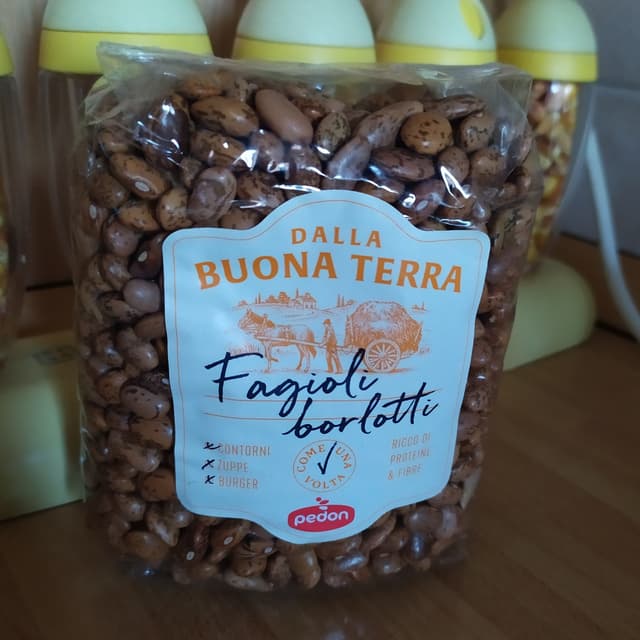 DALLA
BUONA TERRA
Fagioli
borlotti
CONTORNI
ZUPPE
BURGER
COME UNA VOLTA
RICCO DI
PROTEINE
& FIBRE
pedon